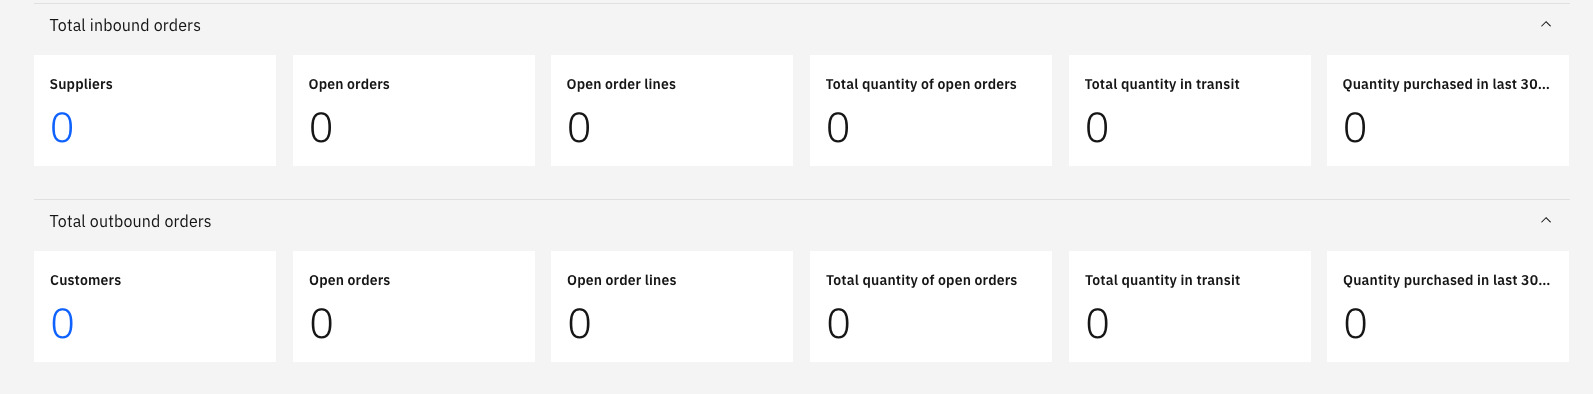 Total inbound orders
Suppliers
0
Open orders
0
Open order lines
0
Total quantity of open orders
0
Total quantity in transit
0
Quantity purchased in last 30...
0
Total outbound orders
Customers
0
Open orders
0
Open order lines
0
Total quantity of open orders
0
Total quantity in transit
0
Quantity purchased in last 30...
0